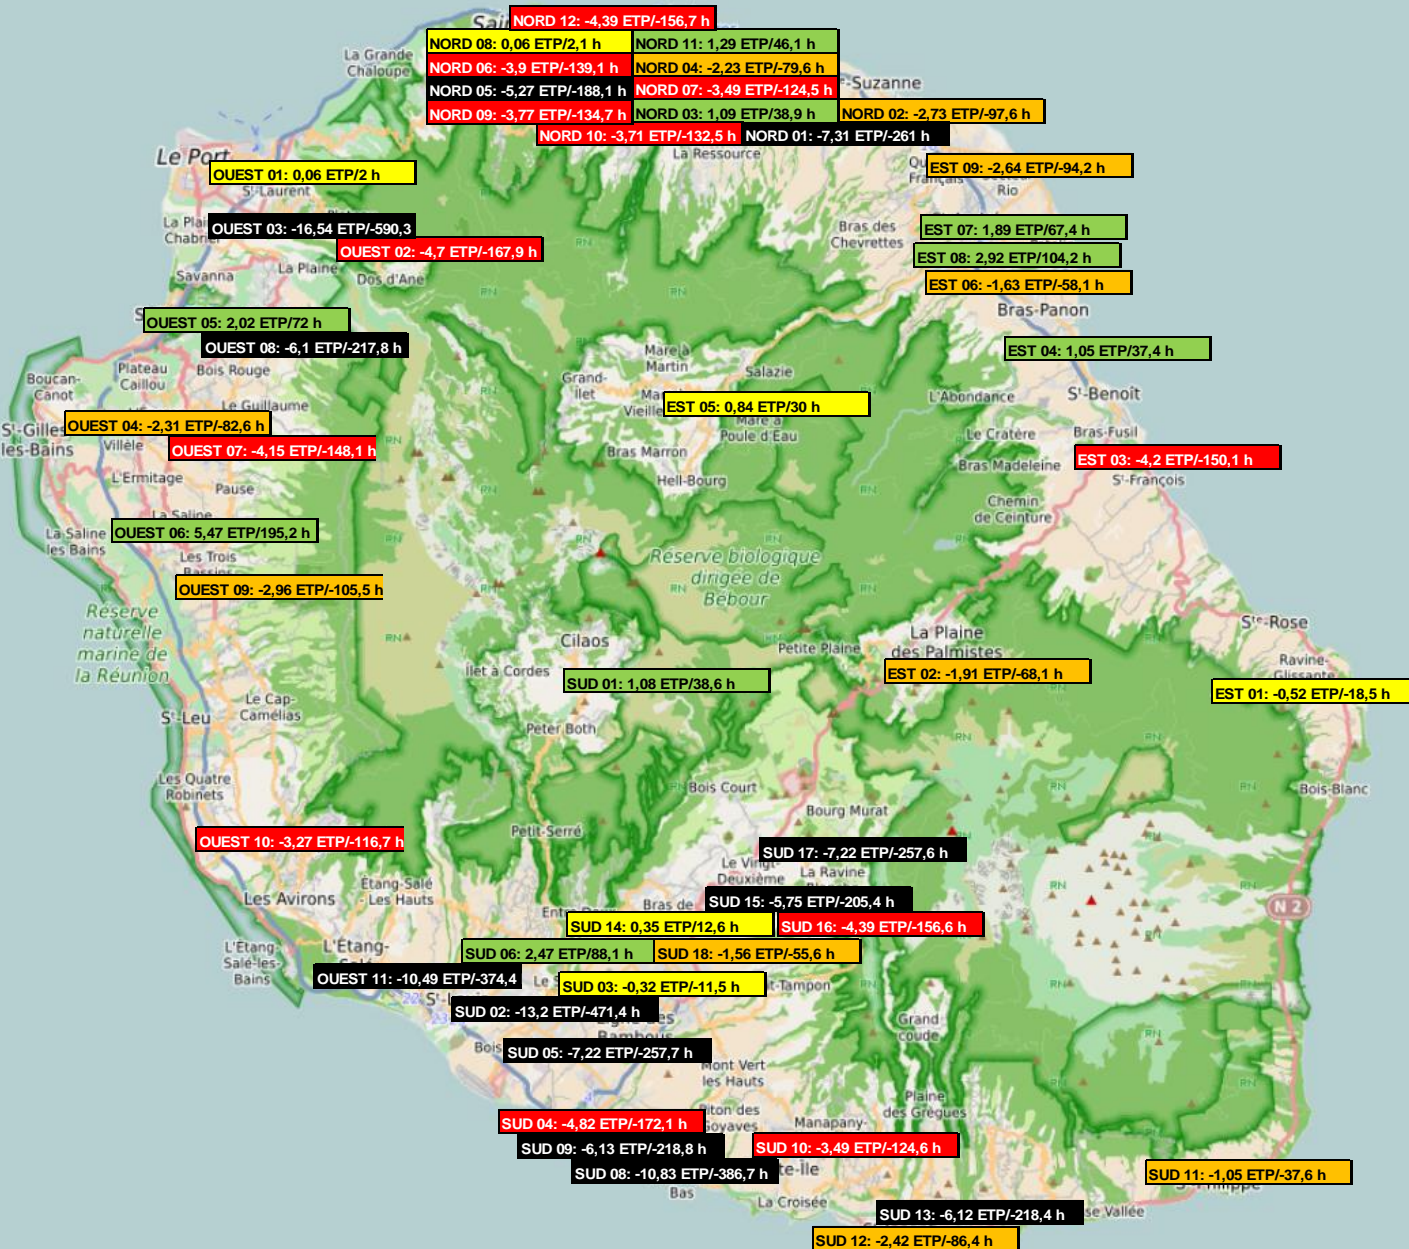 NORD 12: -4,39 ETP/-156,7 h
NORD 08: 0,06 ETP/2,1 h
NORD 11: 1,29 ETP/46,1 h
La Grande
Chaloupe
NORD 06: -3,9 ETP/-139,1 h
NORD 04: -2,23 ETP/-79,6 h
NORD 05: -5,27 ETP/-188,1 h
NORD 07: -3,49 ETP/-124,5 h
-Suzanne
NORD 09: -3,77 ETP/-134,7 h
NORD 03: 1,09 ETP/38,9 h
NORD 02: -2,73 ETP/-97,6 h
NORD 10: -3,71 ETP/-132,5 h
NORD 01: -7,31 ETP/-261 h
La Ressource
Le Port
OUEST 01: 0,06 ETP/2 h
EST 09: -2,64 ETP/-94,2 h
Français
Rio
St-Laurent
OUEST 03: -16,54 ETP/-590,3
Bras des
Chevrettes
EST 07: 1,89 ETP/67,4 h
OUEST 02: -4,7 ETP/-167,9 h
EST 08: 2,92 ETP/104,2 h
La Plaine
Savanna
Dos d'Ane
EST 06: -1,63 ETP/-58,1 h
Bras-Panon
OUEST 05: 2,02 ETP/72 h
OUEST 08: -6,1 ETP/-217,8 h
EST 04: 1,05 ETP/37,4 h
Mare à
Martin
Salazie
Plateau
Caillou
Bois Rouge
Boucan-
Canot
Grand-
Îlet
L'Abondance
St-Benoît
EST 05: 0,84 ETP/30 h
Le Guillaume
OUEST 04: -2,31 ETP/-82,6 h
St-Gilles
les-Bains
Villèle
Mare à
Poule d'Eau
Le Cratère
Bras-Fusil
OUEST 07: -4,15 ETP/-148,1 h
Bras Marron
Bras Madeleine
EST 03: -4,2 ETP/-150,1 h
L'Ermitage
Pause
Hell-Bourg
St-François
Chemin
de Ceinture
La Saline
OUEST 06: 5,47 ETP/195,2 h
La Saline
les Bains
Les Trois
Bassins
Réserve biologique
dirigée de
Bébour
OUEST 09: -2,96 ETP/-105,5 h
Réserve
naturelle
marine de
la Réunion
Cilaos
Petite Plaine
La Plaine
des Palmistes
Ste-Rose
Îlet à Cordes
SUD 01: 1,08 ETP/38,6 h
EST 02: -1,91 ETP/-68,1 h
Ravine-
Glissante
EST 01: -0,52 ETP/-18,5 h
Le Cap-
Camélias
St-Leu
Peter Both
Les Quatre
Robinets
Bois Court
Bourg Murat
Bois-Blanc
Petit-Serré
OUEST 10: -3,27 ETP/-116,7 h
SUD 17: -7,22 ETP/-257,6 h
Le Vingt-
Deuxième
La Ravine
Étang-Salé
Les Hauts
Les Avirons
SUD 15: -5,75 ETP/-205,4 h
Bras de
N 2
SUD 14: 0,35 ETP/12,6 h
SUD 16: -4,39 ETP/-156,6 h
L'Étang-
Salé-les-
Bains
L'Étang-
SUD 06: 2,47 ETP/88,1 h
SUD 18: -1,56 ETP/-55,6 h
OUEST 11: -10,49 ETP/-374,4
SUD 03: -0,32 ETP/-11,5 h
SUD 02: -13,2 ETP/-471,4 h
Grand
coude
SUD 05: -7,22 ETP/-257,7 h
Mont Vert
les Hauts
Plaine
des Grègues
SUD 04: -4,82 ETP/-172,1 h
Manapany-
SUD 09: -6,13 ETP/-218,8 h
SUD 10: -3,49 ETP/-124,6 h
SUD 08: -10,83 ETP/-386,7 h
SUD 11: -1,05 ETP/-37,6 h
Bas
La Croisée
SUD 13: -6,12 ETP/-218,4 h
se Vallée
SUD 12: -2,42 ETP/-86,4 h